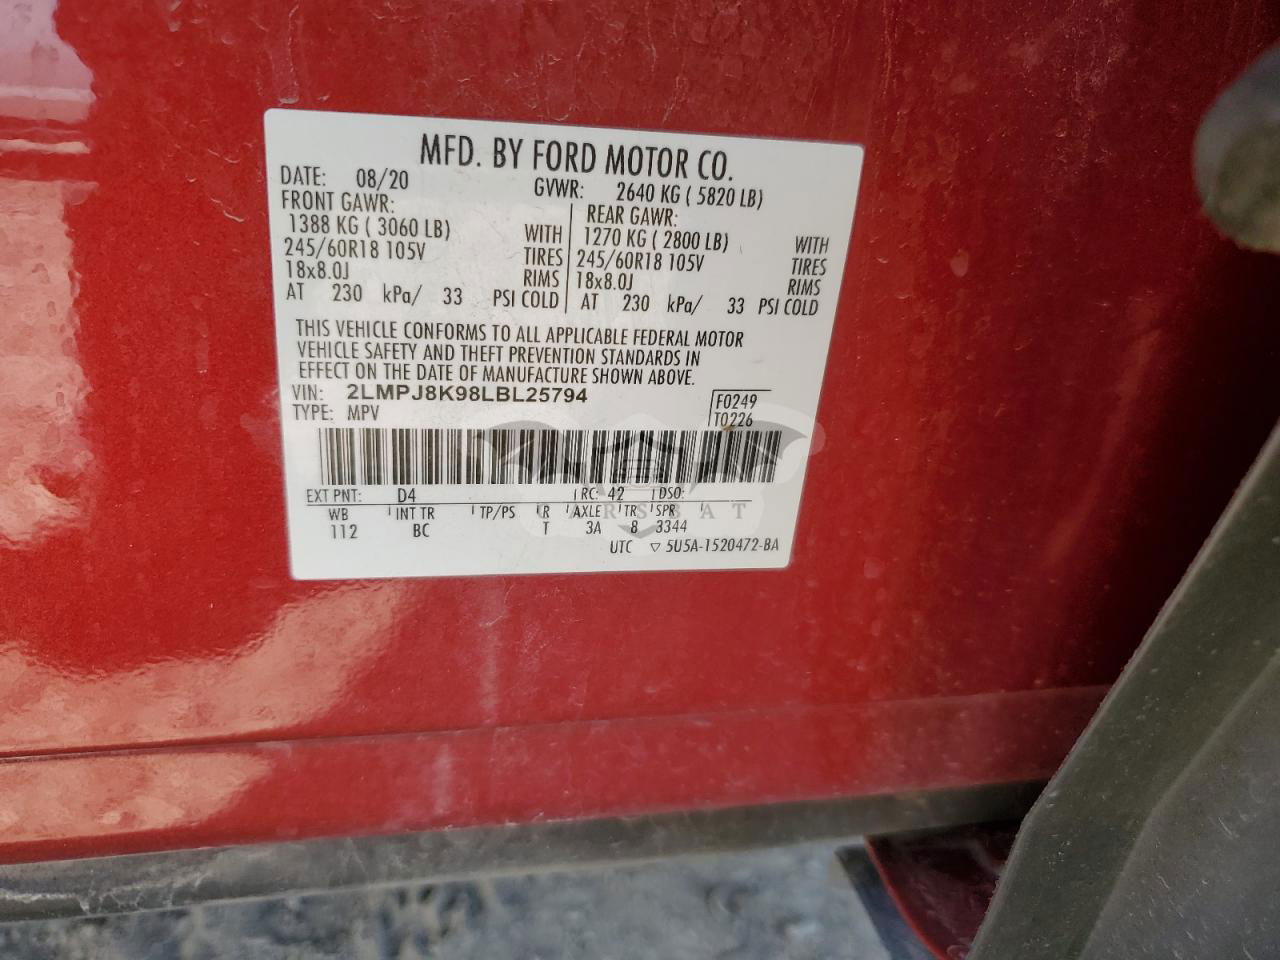 MFD. BY FORD MOTOR CO.
DATE: 08/20 GVWR: 2640 KG ( 5820 LB)
FRONT GAWR: REAR GAWR:
1388 KG ( 3060 LB) WITH 1270 KG ( 2800 LB) WITH
245/60R18 105V TIRES 245/60R18 105V TIRES
18x8.0J RIMS 18x8.0J RIMS
AT 230 kPa/ 33 PSI COLD AT 230 kPa/ 33 PSI COLD
THIS VEHICLE CONFORMS TO ALL APPLICABLE FEDERAL MOTOR
VEHICLE SAFETY AND THEFT PREVENTION STANDARDS IN
EFFECT ON THE DATE OF MANUFACTURE SHOWN ABOVE.
VIN: 2LMPJ8K98LBL25794 F0249
TYPE: MPV T0226
EXT PNT: D4 RC: 42 DSO:
WB INT TR TP/PS R AXLE TR SPR
112 BC T 3A 8 3344
UTC ▽ 5U5A-1520472-BA